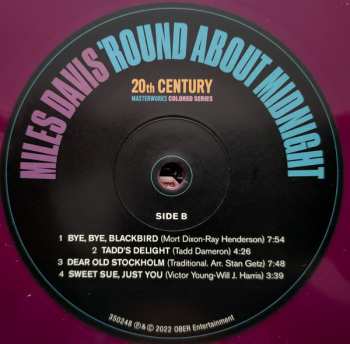 MILES DAVIS 'ROUND ABOUT MIDNIGHT
20th CENTURY
MASTERWORKS COLORED SERIES
SIDE B
1 BYE, BYE, BLACKBIRD (Mort Dixon-Ray Henderson) 7:54
2 TADD'S DELIGHT (Tadd Dameron) 4:26
3 DEAR OLD STOCKHOLM (Traditional. Arr. Stan Getz) 7:48
4 SWEET SUE, JUST YOU (Victor Young-Will J. Harris) 3:39
350248 ℗&© 2022 OBER Entertainment